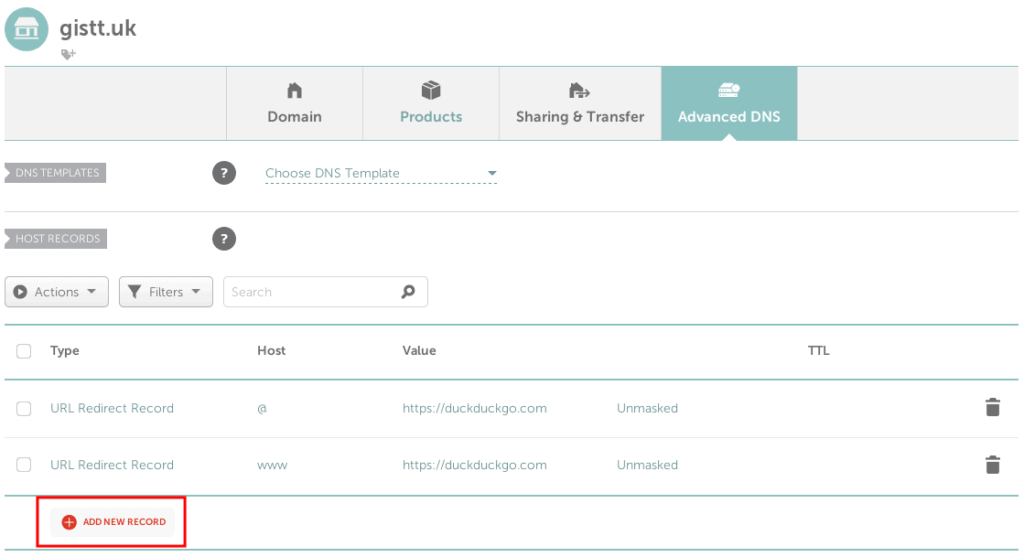 gistt.uk
Domain Products Sharing & Transfer Advanced DNS
DNS TEMPLATES ? Choose DNS Template
HOST RECORDS ?
Actions Filters Search
Type Host Value TTL
URL Redirect Record @ https://duckduckgo.com Unmasked
URL Redirect Record www https://duckduckgo.com Unmasked
ADD NEW RECORD